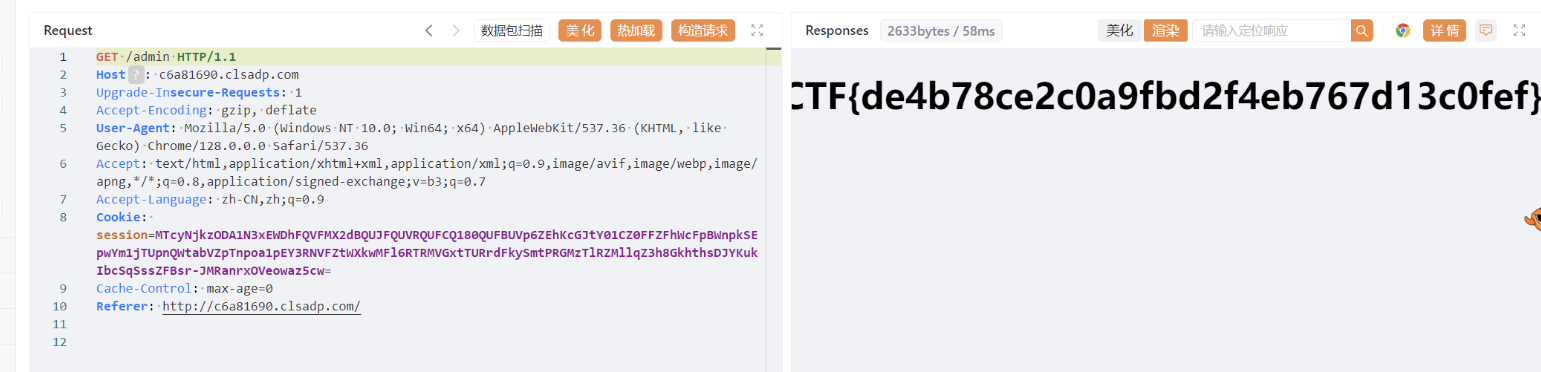 Request
数据包扫描
美化
热加载
构造请求
1 GET /admin HTTP/1.1
2 Host ? : c6a81690.clsadp.com
3 Upgrade-Insecure-Requests: 1
4 Accept-Encoding: gzip, deflate
5 User-Agent: Mozilla/5.0 (Windows NT 10.0; Win64; x64) AppleWebKit/537.36 (KHTML, like
Gecko) Chrome/128.0.0.0 Safari/537.36
6 Accept: text/html,application/xhtml+xml,application/xml;q=0.9,image/avif,image/webp,image/
apng,*/*;q=0.8,application/signed-exchange;v=b3;q=0.7
7 Accept-Language: zh-CN,zh;q=0.9
8 Cookie:
session=MTcyNjkzODA1N3xEWDhFQVFMX2dBQUJFQUVRQUFCQ180QUFBUVp6ZEhKcGJtY01CZ0FFZFhWcFpBWnpkSE
pwYm1jTUpnQWtabVZpTnpoa1pEY3RNVFZtWXkwMFl6RTRMVGxtTURrdFkySmtPRGMzTlRZMllqZ3h8GkhthsDJYKuk
IbcSqSssZFBsr-JMRanrxOVeowaz5cw=
9 Cache-Control: max-age=0
10 Referer: http://c6a81690.clsadp.com/
11
12
Responses
2633bytes / 58ms
美化
渲染
请输入定位响应
详情
CTF{de4b78ce2c0a9fbd2f4eb767d13c0fef}